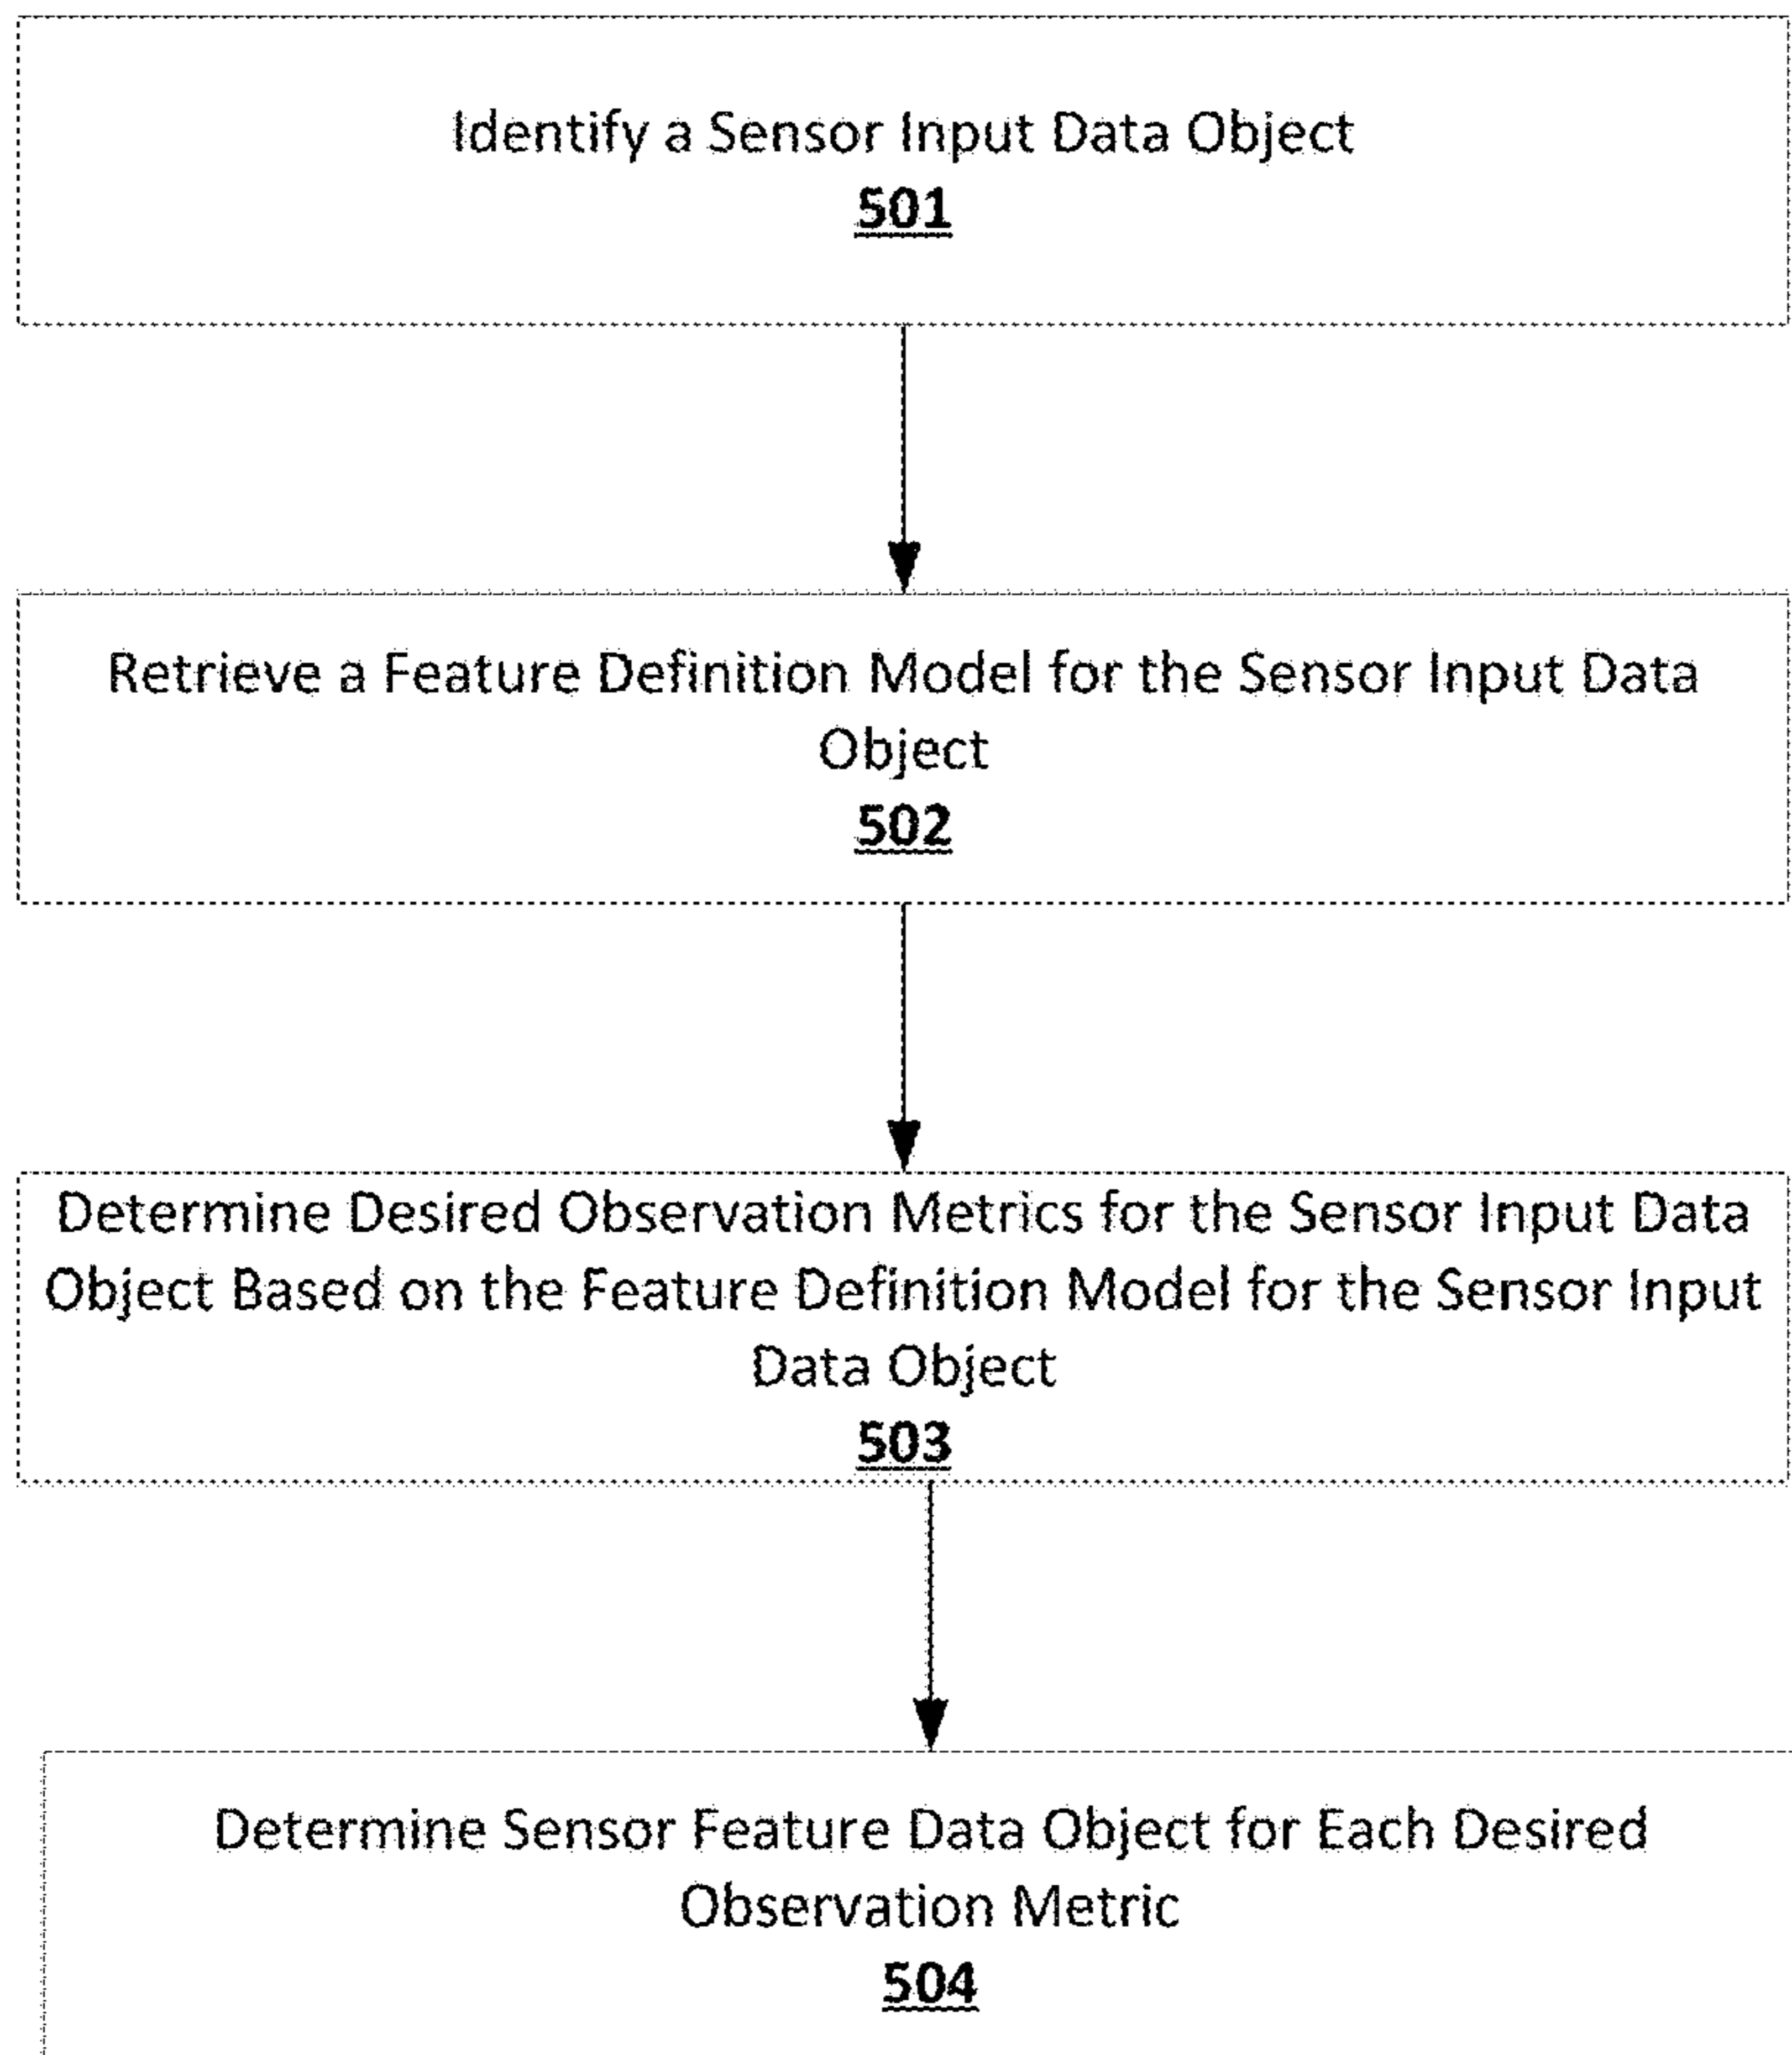 Identify a Sensor Input Data Object
501
Retrieve a Feature Definition Model for the Sensor Input Data
Object
502
Determine Desired Observation Metrics for the Sensor Input Data
Object Based on the Feature Definition Model for the Sensor Input
Data Object
503
Determine Sensor Feature Data Object for Each Desired
Observation Metric
504